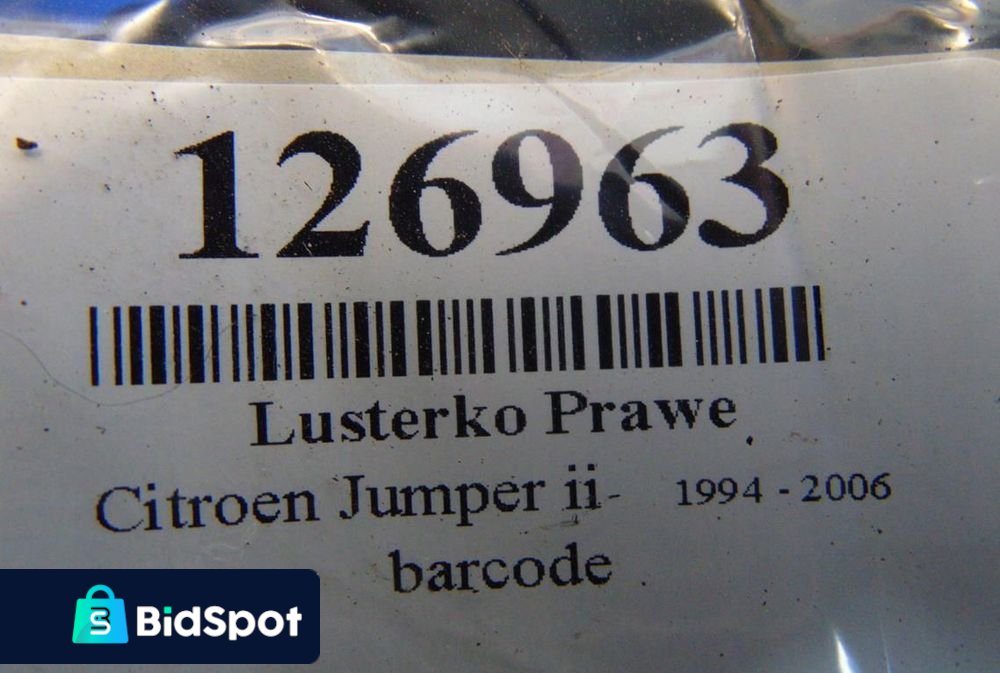 126963
Lusterko Prawe
Citroen Jumper ii- 1994 - 2006
barcode
BidSpot